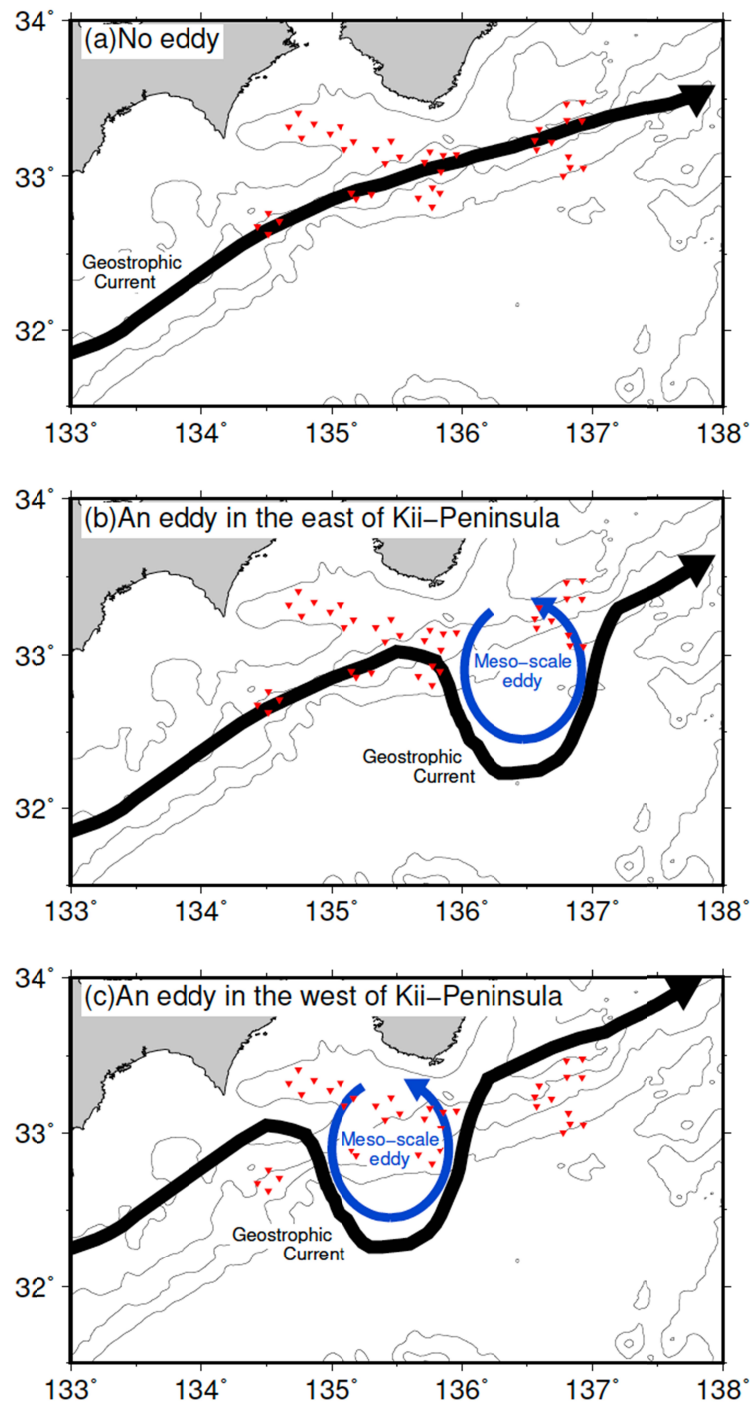 (a)No eddy
34°
33°
32°
Geostrophic
Current
133° 134° 135° 136° 137° 138°
(b)An eddy in the east of Kii−Peninsula
34°
33°
32°
Meso−scale
eddy
Geostrophic
Current
133° 134° 135° 136° 137° 138°
(c)An eddy in the west of Kii−Peninsula
34°
33°
32°
Meso−scale
eddy
Geostrophic
Current
133° 134° 135° 136° 137° 138°